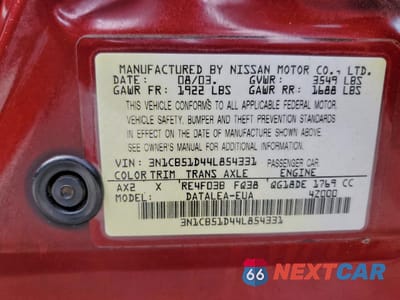 MANUFACTURED BY NISSAN MOTOR CO., LTD.
DATE: 08/03. GVWR: 3549 LBS
GAWR FR: 1922 LBS GAWR RR: 1688 LBS
THIS VEHICLE CONFORMS TO ALL APPLICABLE FEDERAL MOTOR
VEHICLE SAFETY, BUMPER AND THEFT PREVENTION STANDARDS
IN EFFECT ON THE DATE OF MANUFACTURE SHOWN ABOVE.
SEE OWNER'S MANUAL FOR ADDITIONAL INFORMATION.
VIN: 3N1CB51D44L854331 PASSENGER CAR
COLOR TRIM TRANS AXLE ENGINE
AX2 X RE4F03B FQ38 QG18DE 1769 CC
MODEL: DATALEA-EUA 4Z000
3N1CB51D44L854331
66 NEXTCAR